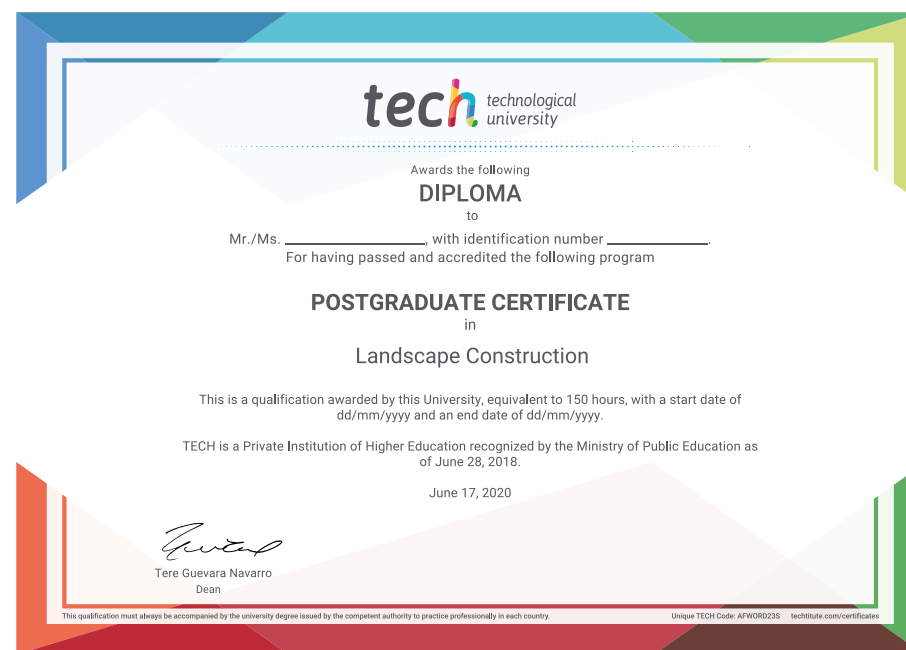 tech technological
university
Awards the following
DIPLOMA
to
Mr./Ms. ____________________, with identification number ______________.
For having passed and accredited the following program
POSTGRADUATE CERTIFICATE
in
Landscape Construction
This is a qualification awarded by this University, equivalent to 150 hours, with a start date of
dd/mm/yyyy and an end date of dd/mm/yyyy.
TECH is a Private Institution of Higher Education recognized by the Ministry of Public Education as
of June 28, 2018.
June 17, 2020
Tere Guevara Navarro
Dean
This qualification must always be accompanied by the university degree issued by the competent authority to practice professionally in each country. Unique TECH Code: AFWORD23S techtitute.com/certificates